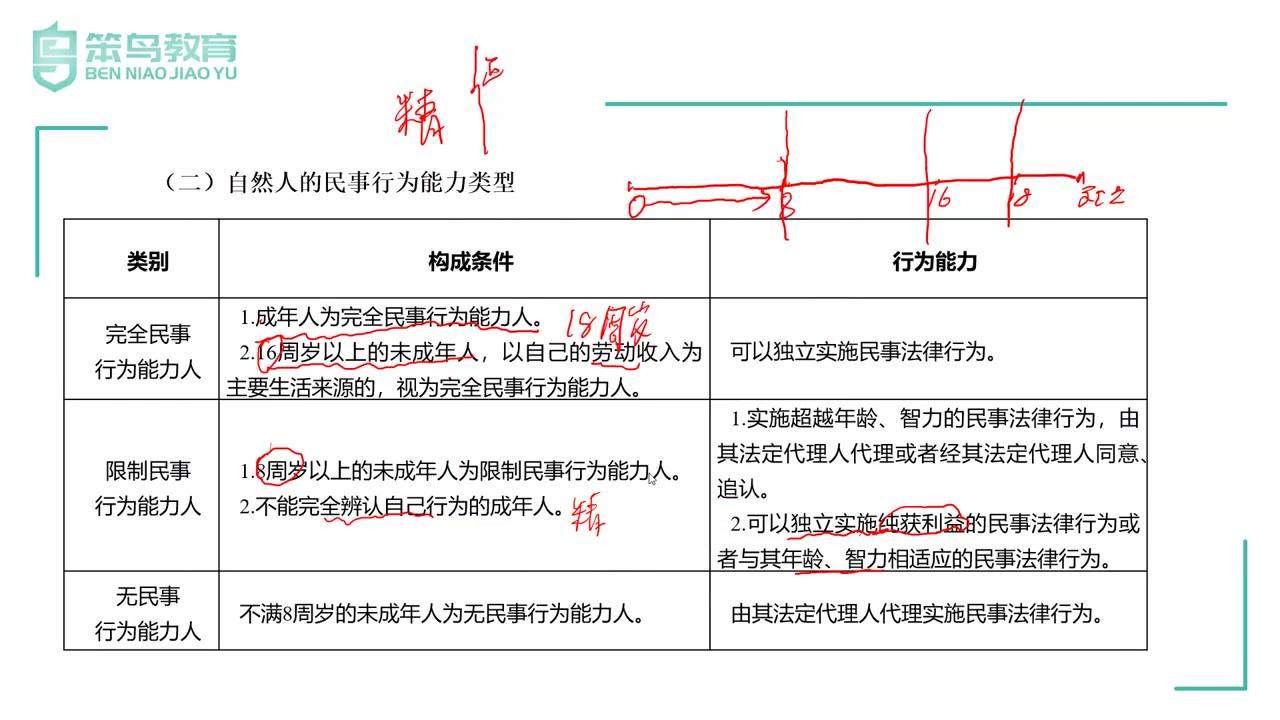 笨鸟教育
BEN NIAO JIAO YU
精
正
（二）自然人的民事行为能力类型
8
16
18
死亡
类别
构成条件
行为能力
完全民事
行为能力人
1.成年人为完全民事行为能力人。
18周岁
2.16周岁以上的未成年人，以自己的劳动收入为
主要生活来源的，视为完全民事行为能力人。
可以独立实施民事法律行为。
限制民事
行为能力人
1.8周岁以上的未成年人为限制民事行为能力人。
2.不能完全辨认自己行为的成年人。
精
1.实施超越年龄、智力的民事法律行为，由
其法定代理人代理或者经其法定代理人同意、
追认。
2.可以独立实施纯获利益的民事法律行为或
者与其年龄、智力相适应的民事法律行为。
无民事
行为能力人
不满8周岁的未成年人为无民事行为能力人。
由其法定代理人代理实施民事法律行为。